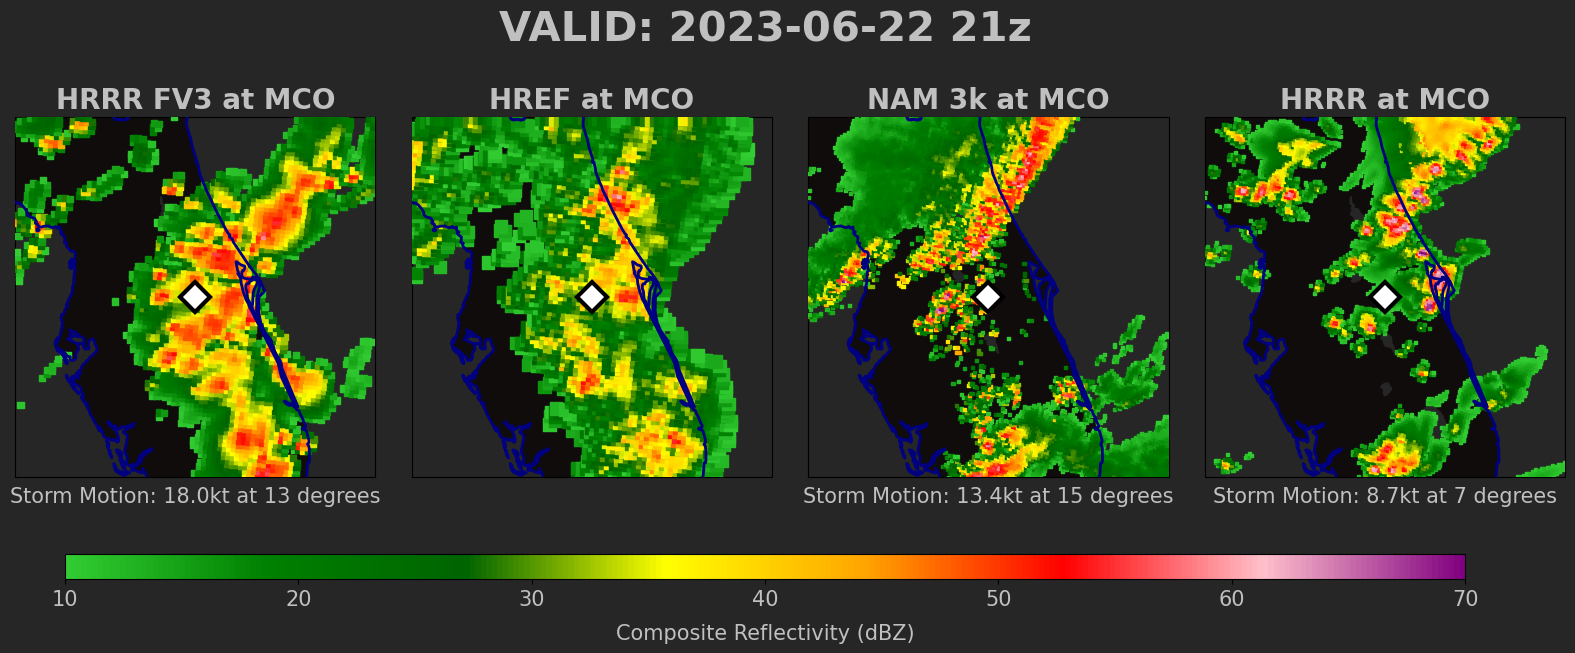 VALID: 2023-06-22 21z
HRRR FV3 at MCO
HREF at MCO
NAM 3k at MCO
HRRR at MCO
Storm Motion: 18.0kt at 13 degrees
Storm Motion: 13.4kt at 15 degrees
Storm Motion: 8.7kt at 7 degrees
10 20 30 40 50 60 70
Composite Reflectivity (dBZ)